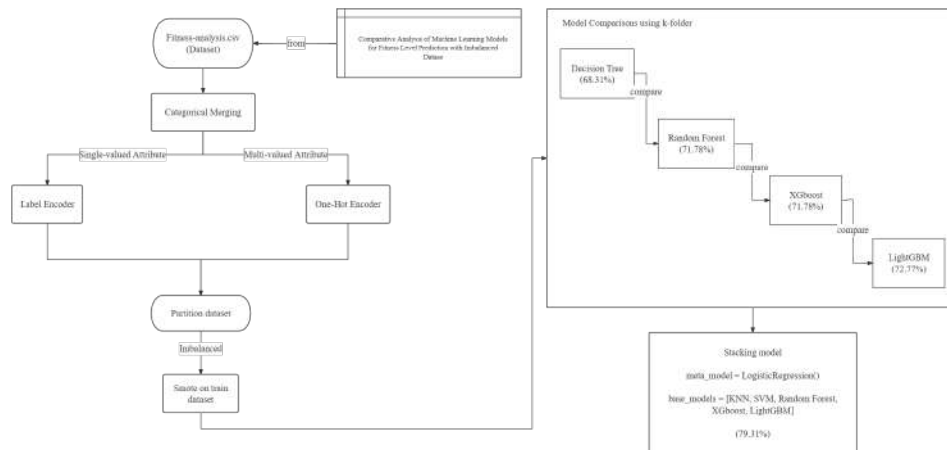 Fitness-analysis.csv
(Dataset)
from
Comparative Analysis of Machine Learning Models
for Fitness Level Prediction with Imbalanced
Dataset
Categorical Merging
Single-valued Attribute
Multi-valued Attribute
Label Encoder
One-Hot Encoder
Partition dataset
Imbalanced
Smote on train
dataset
Model Comparisons using k-folder
Decision Tree
(68.31%)
compare
Random Forest
(71.78%)
compare
XGboost
(71.78%)
compare
LightGBM
(72.77%)
Stacking model
meta_model = LogisticRegression()
base_models = [KNN, SVM, Random Forest,
XGboost, LightGBM]
(79.31%)